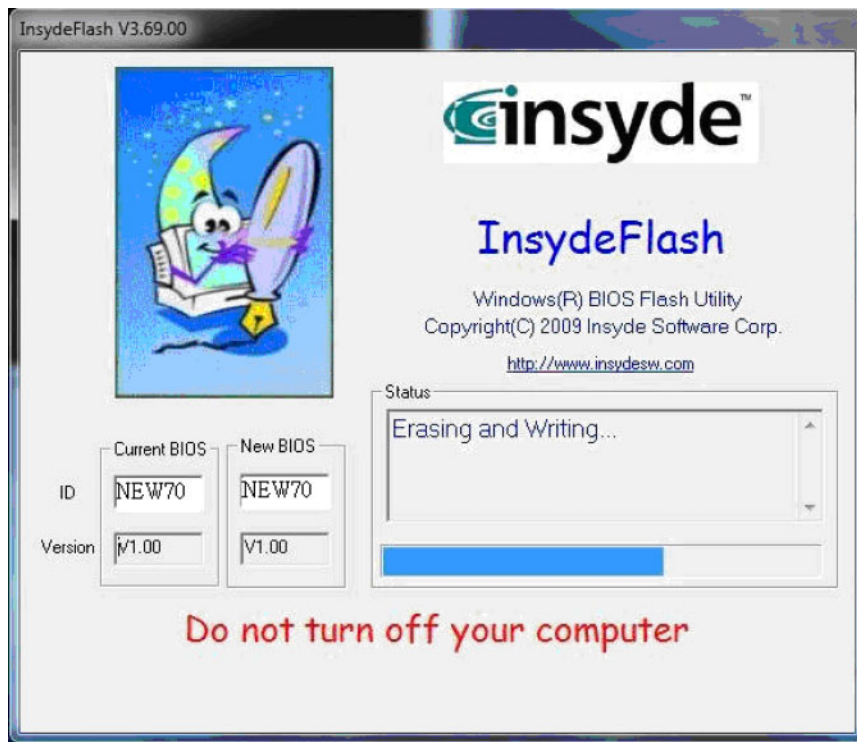 InsydeFlash V3.69.00
insyde™
InsydeFlash
Windows(R) BIOS Flash Utility
Copyright(C) 2009 Insyde Software Corp.
http://www.insydesw.com
Status
Erasing and Writing...
Current BIOS
New BIOS
ID
NEW70
NEW70
Version
V1.00
V1.00
Do not turn off your computer